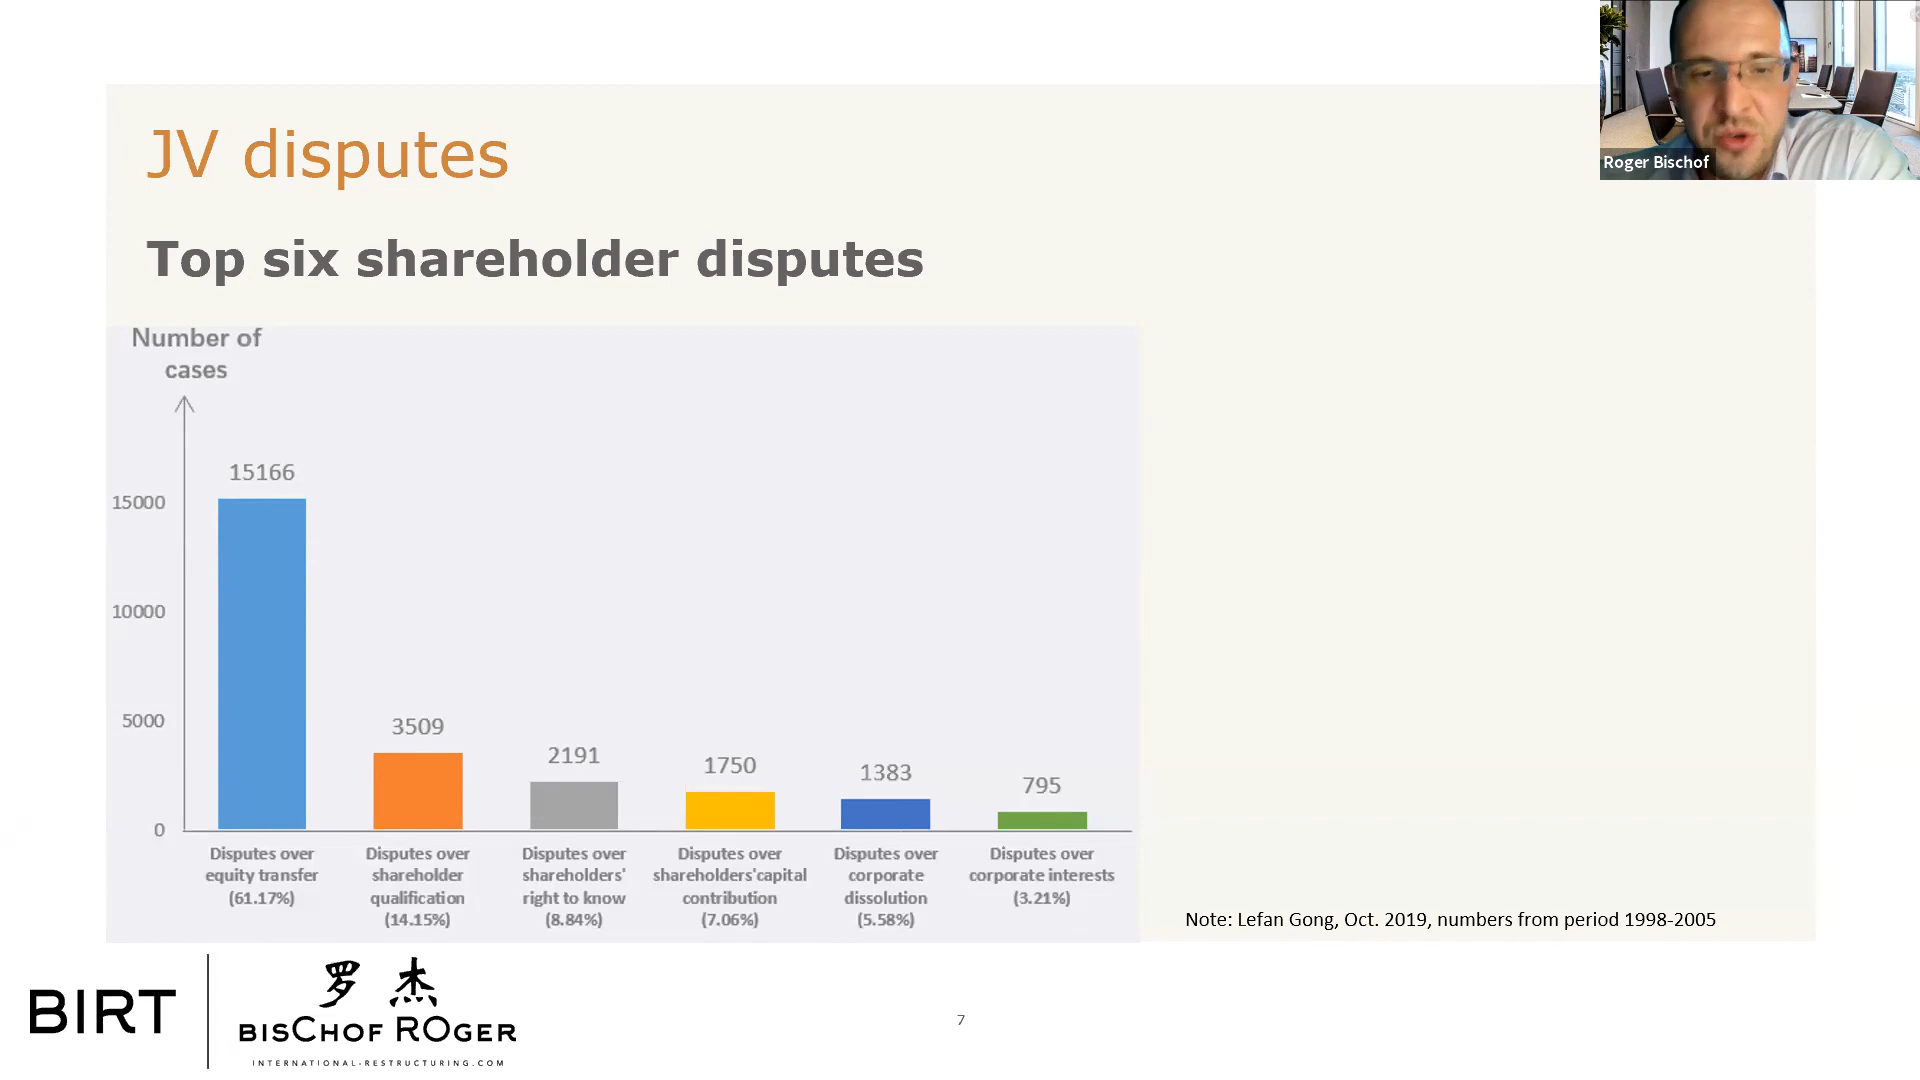 Roger Bischof
JV disputes
Top six shareholder disputes
Number of
cases
15000
10000
5000
0
15166
3509
2191
1750
1383
795
Disputes over
equity transfer
(61.17%)
Disputes over
shareholder
qualification
(14.15%)
Disputes over
shareholders'
right to know
(8.84%)
Disputes over
shareholders'capital
contribution
(7.06%)
Disputes over
corporate
dissolution
(5.58%)
Disputes over
corporate interests
(3.21%)
Note: Lefan Gong, Oct. 2019, numbers from period 1998-2005
BIRT
罗 杰
BISCHOF ROGER
INTERNATIONAL-RESTRUCTURING.COM
7